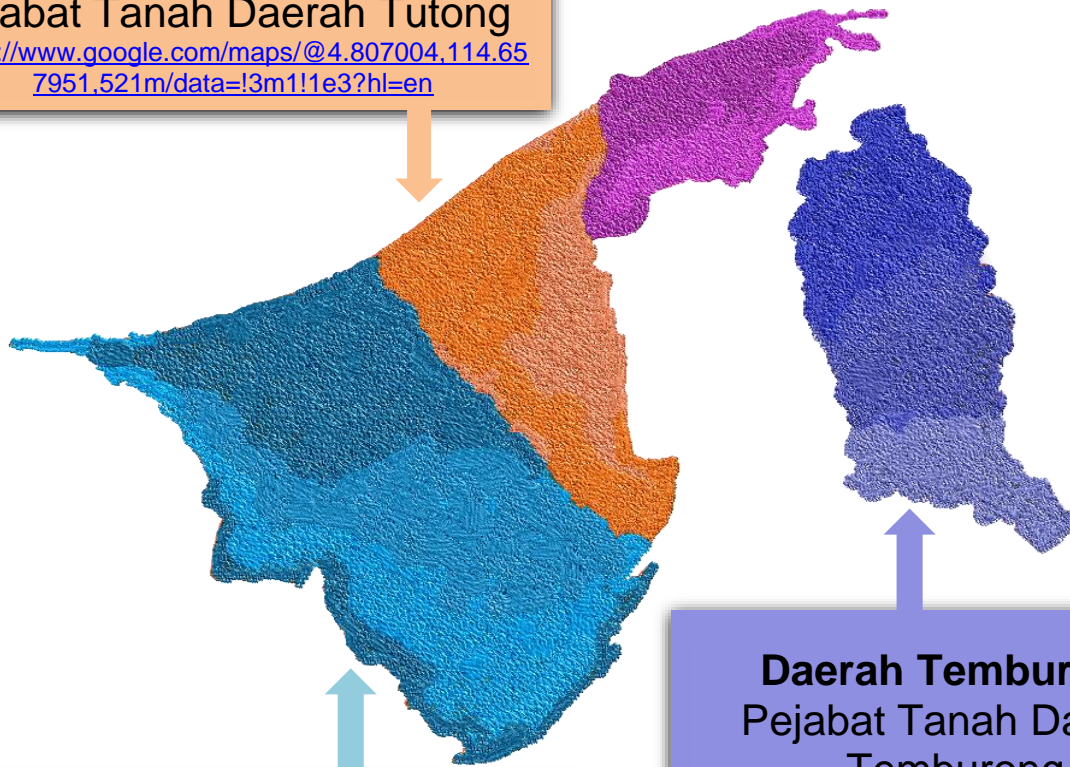 abat Tanah Daerah Tutong
://www.google.com/maps/@4.807004,114.65
7951,521m/data=!3m1!1e3?hl=en
Daerah Tembur
Pejabat Tanah Da
Temburong